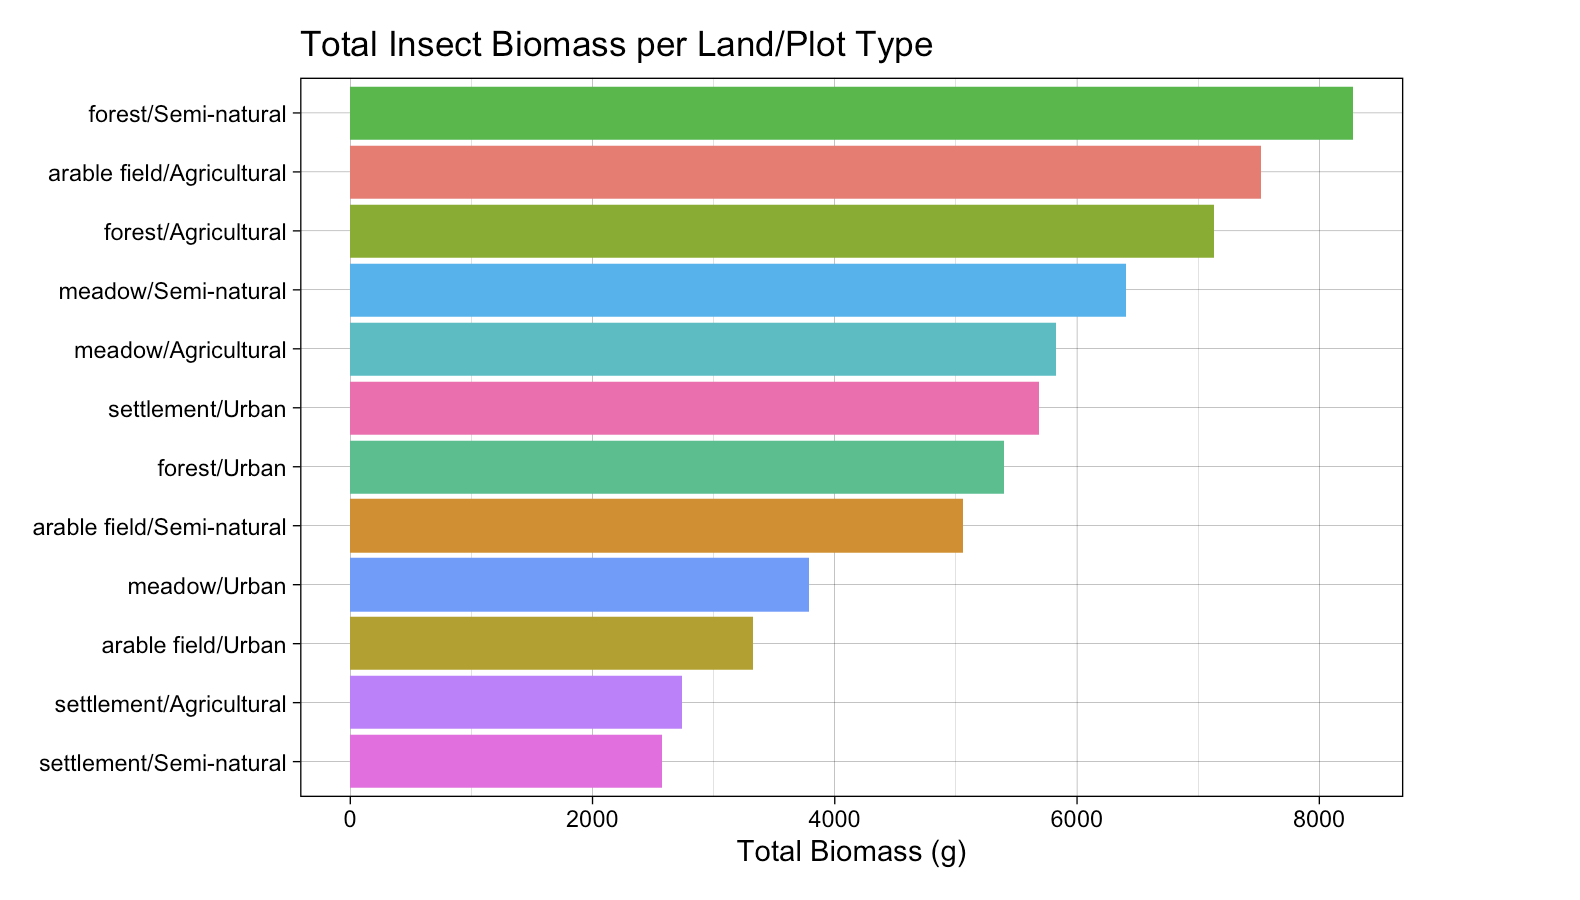 Total Insect Biomass per Land/Plot Type
forest/Semi-natural
arable field/Agricultural
forest/Agricultural
meadow/Semi-natural
meadow/Agricultural
settlement/Urban
forest/Urban
arable field/Semi-natural
meadow/Urban
arable field/Urban
settlement/Agricultural
settlement/Semi-natural
0 2000 4000 6000 8000
Total Biomass (g)